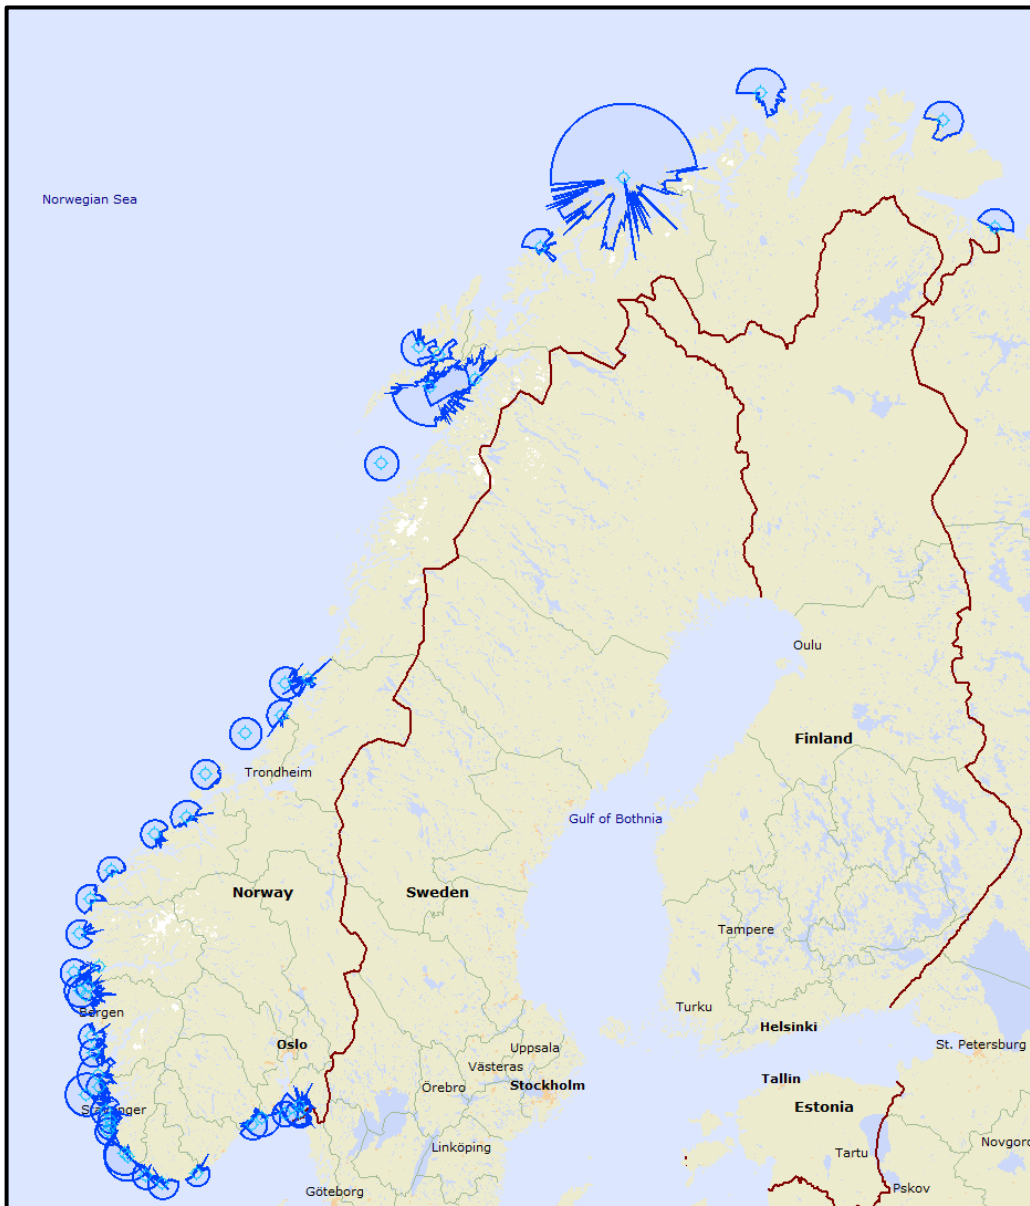 Norwegian Sea
Oulu
Finland
Trondheim
Gulf of Bothnia
Norway
Sweden
Tampere
Turku
Bergen
Helsinki
Oslo
Uppsala
St. Petersburg
Västeras
Tallin
Örebro
Stockholm
Stavanger
Estonia
Linköping
Novgoro
Tartu
Göteborg
Pskov